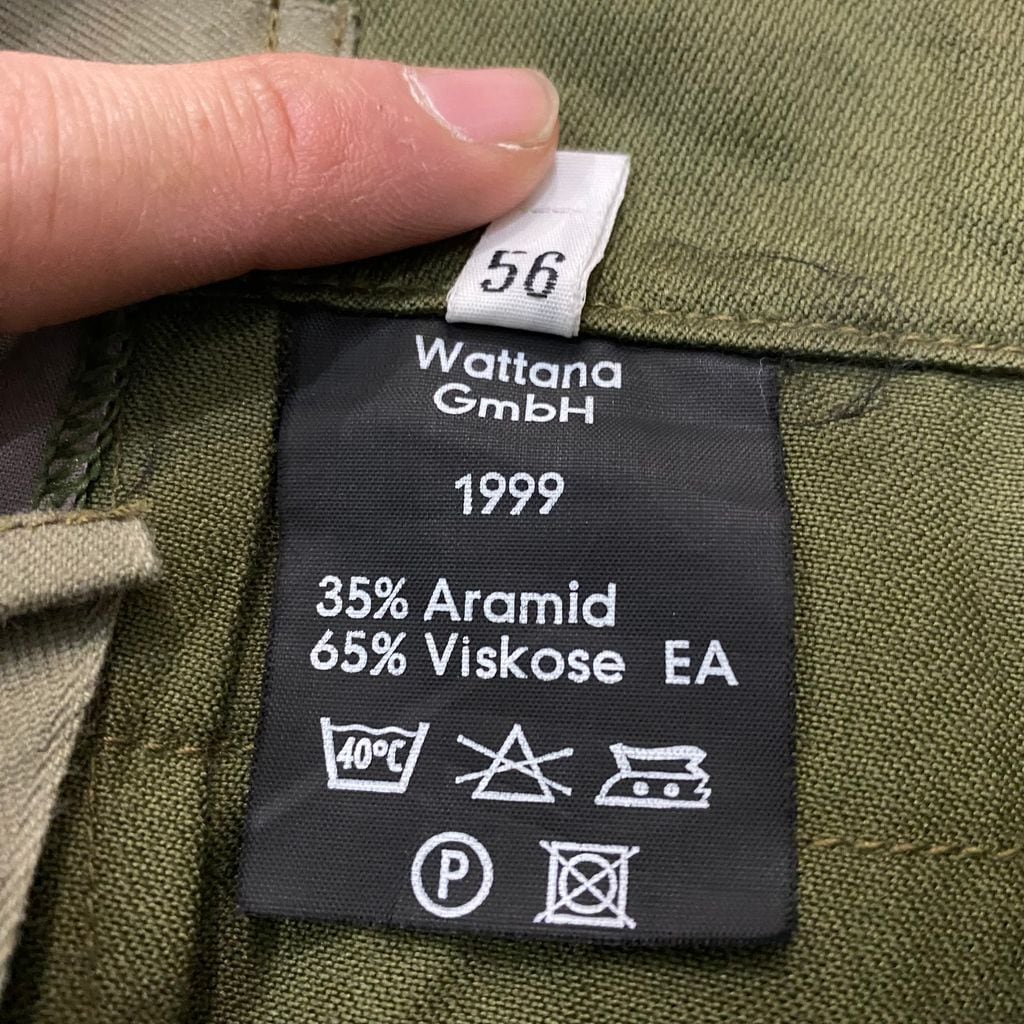 56
Wattana
GmbH
1999
35% Aramid
65% Viskose EA
40°C
P